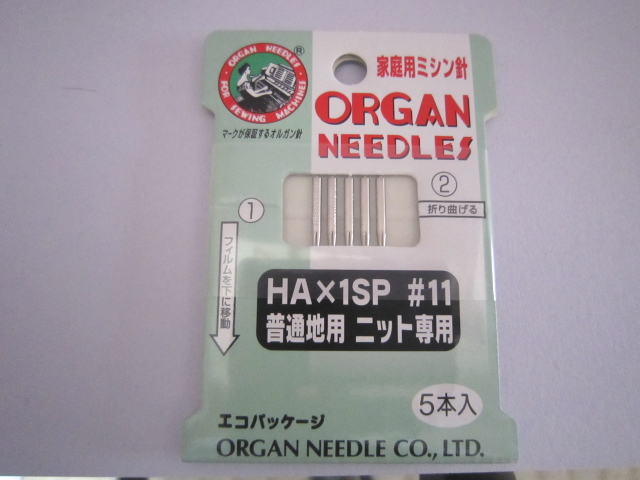 ORGAN NEEDLES
FOR SEWING MACHINES
®
マークが保証するオルガン針
家庭用ミシン針
ORGAN
NEEDLES
①
②
折り曲げる
フィルムを下に移動
HA×1SP #11
普通地用 ニット専用
5本入
エコパッケージ
ORGAN NEEDLE CO., LTD.